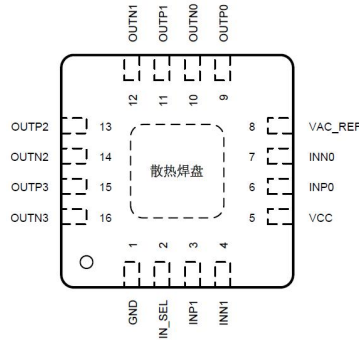 OUTN1
OUTP1
OUTN0
OUTP0
12
11
10
9
OUTP2 13
OUTN2 14
OUTP3 15
OUTN3 16
散热焊盘
8 VAC_REF
7 INN0
6 INP0
5 VCC
1
2
3
4
GND
IN_SEL
INP1
INN1